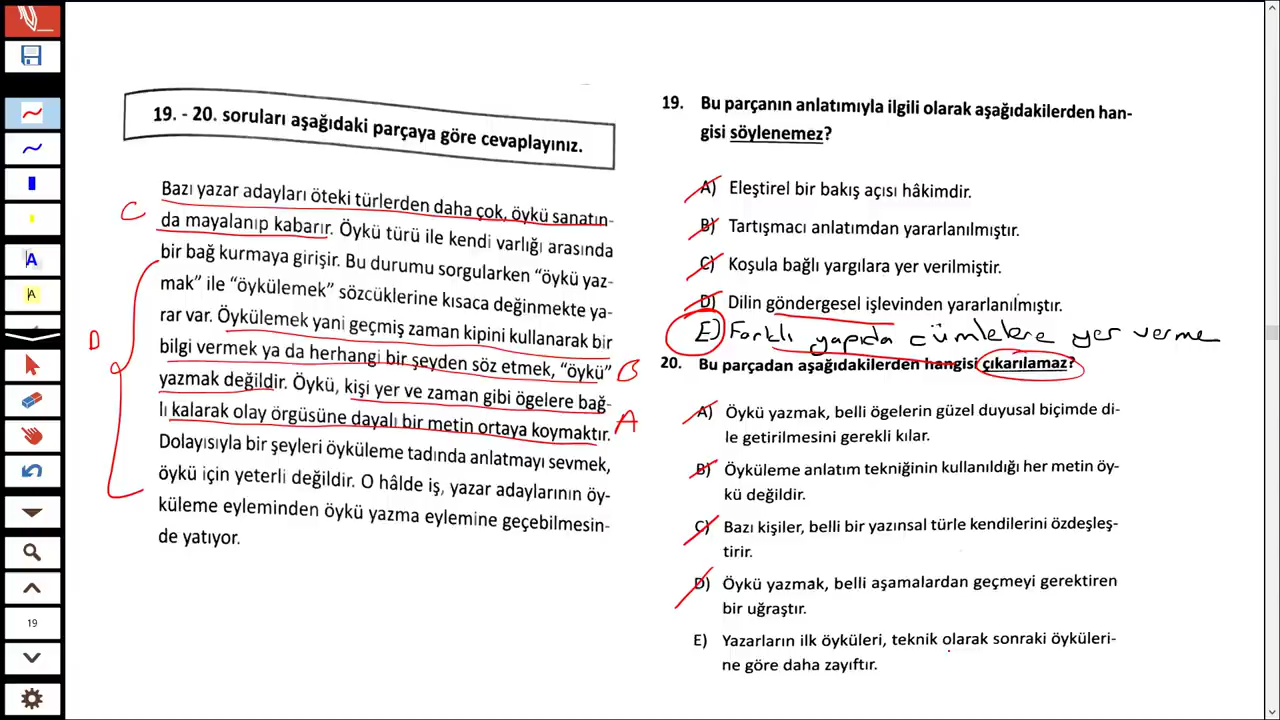 19. - 20. soruları aşağıdaki parçaya göre cevaplayınız.
Bazı yazar adayları öteki türlerden daha çok, öykü sanatın-
da mayalanıp kabarır. Öykü türü ile kendi varlığı arasında
bir bağ kurmaya girişir. Bu durumu sorgularken “öykü yaz-
mak” ile “öykülemek” sözcüklerine kısaca değinmekte ya-
rar var. Öykülemek yani geçmiş zaman kipini kullanarak bir
bilgi vermek ya da herhangi bir şeyden söz etmek, “öykü”
yazmak değildir. Öykü, kişi yer ve zaman gibi ögelere bağ-
lı kalarak olay örgüsüne dayalı bir metin ortaya koymaktır.
Dolayısıyla bir şeyleri öyküleme tadında anlatmayı sevmek,
öykü için yeterli değildir. O hâlde iş, yazar adaylarının öy-
küleme eyleminden öykü yazma eylemine geçebilmesin-
de yatıyor.
C
D
B
A
19. Bu parçanın anlatımıyla ilgili olarak aşağıdakilerden han-
gisi söylenemez?
A) Eleştirel bir bakış açısı hâkimdir.
B) Tartışmacı anlatımdan yararlanılmıştır.
C) Koşula bağlı yargılara yer verilmiştir.
D) Dilin göndergesel işlevinden yararlanılmıştır.
E) Farklı yapıda cümlelere yer verme
20. Bu parçadan aşağıdakilerden hangisi çıkarılamaz?
A) Öykü yazmak, belli ögelerin güzel duyusal biçimde di-
le getirilmesini gerekli kılar.
B) Öyküleme anlatım tekniğinin kullanıldığı her metin öy-
kü değildir.
C) Bazı kişiler, belli bir yazınsal türle kendilerini özdeşleş-
tirir.
D) Öykü yazmak, belli aşamalardan geçmeyi gerektiren
bir uğraştır.
E) Yazarların ilk öyküleri, teknik olarak sonraki öyküleri-
ne göre daha zayıftır.
A
A
19